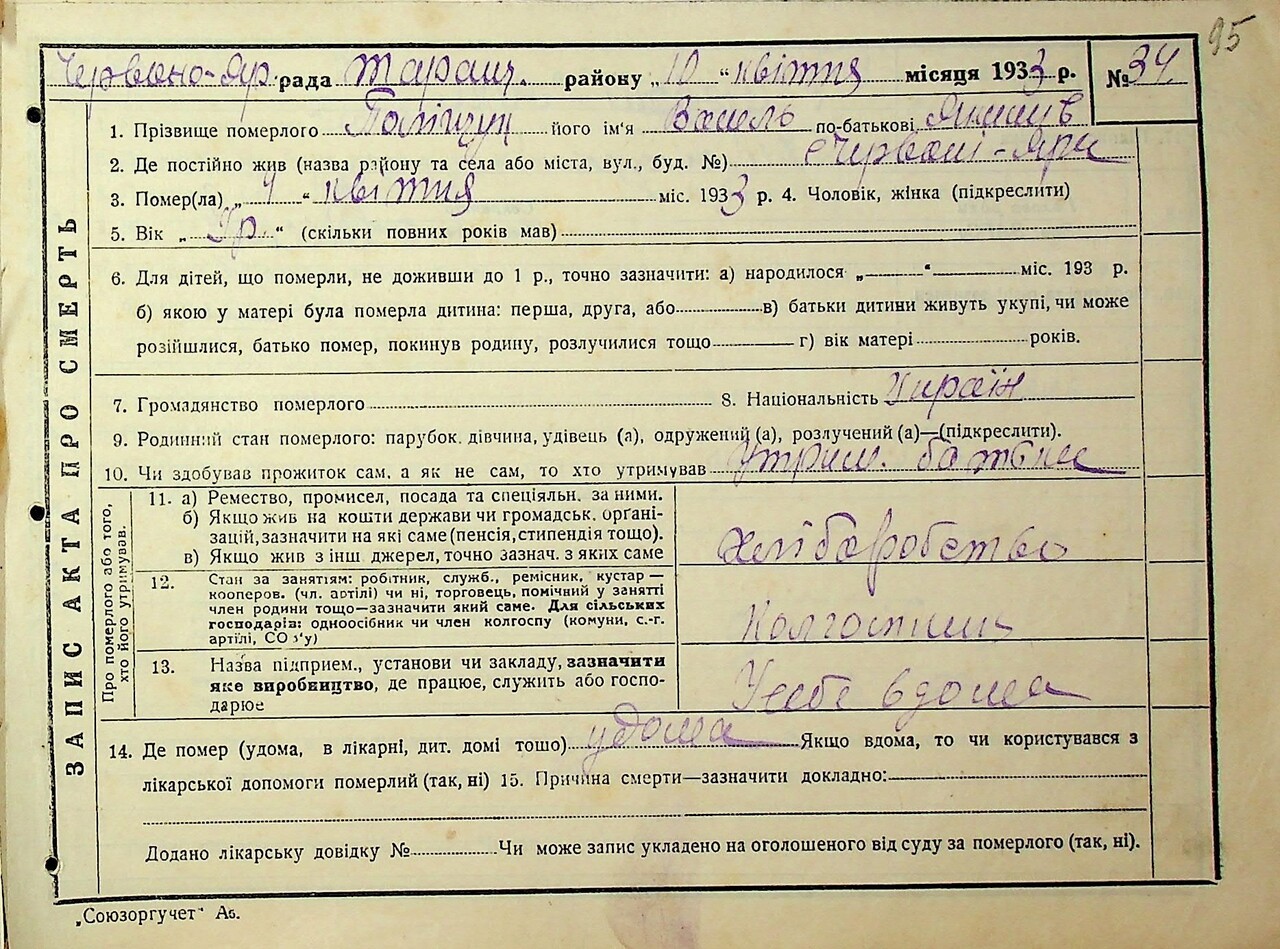 95
Червоно-Яр. рада Таращ. району „10“ квітня місяця 1933 р. №34
1. Прізвище померлого Поліщук його ім'я Василь по-батькові
2. Де постійно жив (назва району та села або міста, вул., буд. №) с Червоні-Яри
3. Помер(ла) „4“ квітня міс. 1933 р. 4. Чоловік, жінка (підкреслити)
5. Вік „9р.“ (скільки повних років мав)
6. Для дітей, що померли, не доживши до 1 р., точно зазначити: а) народилося „ “ міс. 193 р.
б) якою у матері була померла дитина: перша, друга, або в) батьки дитини живуть укупі, чи може
розійшлися, батько помер, покинув родину, розлучилися тощо г) вік матері років.
7. Громадянство померлого 8. Національність Україн
9. Родинний стан померлого: парубок. дівчина, удівець (а), одружений (а), розлучений (а)—(підкреслити).
10. Чи здобував прожиток сам, а як не сам, то хто утримував Утрим. батьки
11. а) Ремество, промисел, посада та спеціяльн. за ними.
б) Якщо жив на кошти держави чи громадськ. орґані-
зацій, зазначити на які саме (пенсія, стипендія тощо).
в) Якщо жив з інш джерел, точно зазнач. з яких саме
хліборобство
12. Стан за заняттям: робітник, служб., ремісник, кустар —
кооперов. (чл. артілі) чи ні, торговець, помічний у занятті
член родини тощо—зазначити який саме. Для сільських
господарів: одноосібник чи член колгоспу (комуни, с.-г.
артілі, СОЗ'у)
Колгоспник
13. Назва підприєм., установи чи закладу, зазначити
яке виробництво, де працює, служить або госпо-
дарює
У себе вдома
14. Де помер (удома, в лікарні, дит. домі тошо) удома Якщо вдома, то чи користувався з
лікарської допомоги померлий (так, ні) 15. Причина смерти—зазначити докладно:
Додано лікарську довідку № Чи може запис укладено на оголошеного від суду за померлого (так, ні).
ЗАПИС АКТА ПРО СМЕРТЬ
Про померлого або того,
хто його утримував.
„Союзоргучет“ Аб.